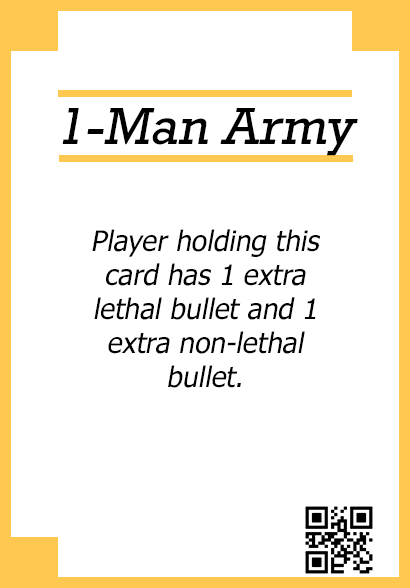 1-Man Army
Player holding this
card has 1 extra
lethal bullet and 1
extra non-lethal
bullet.